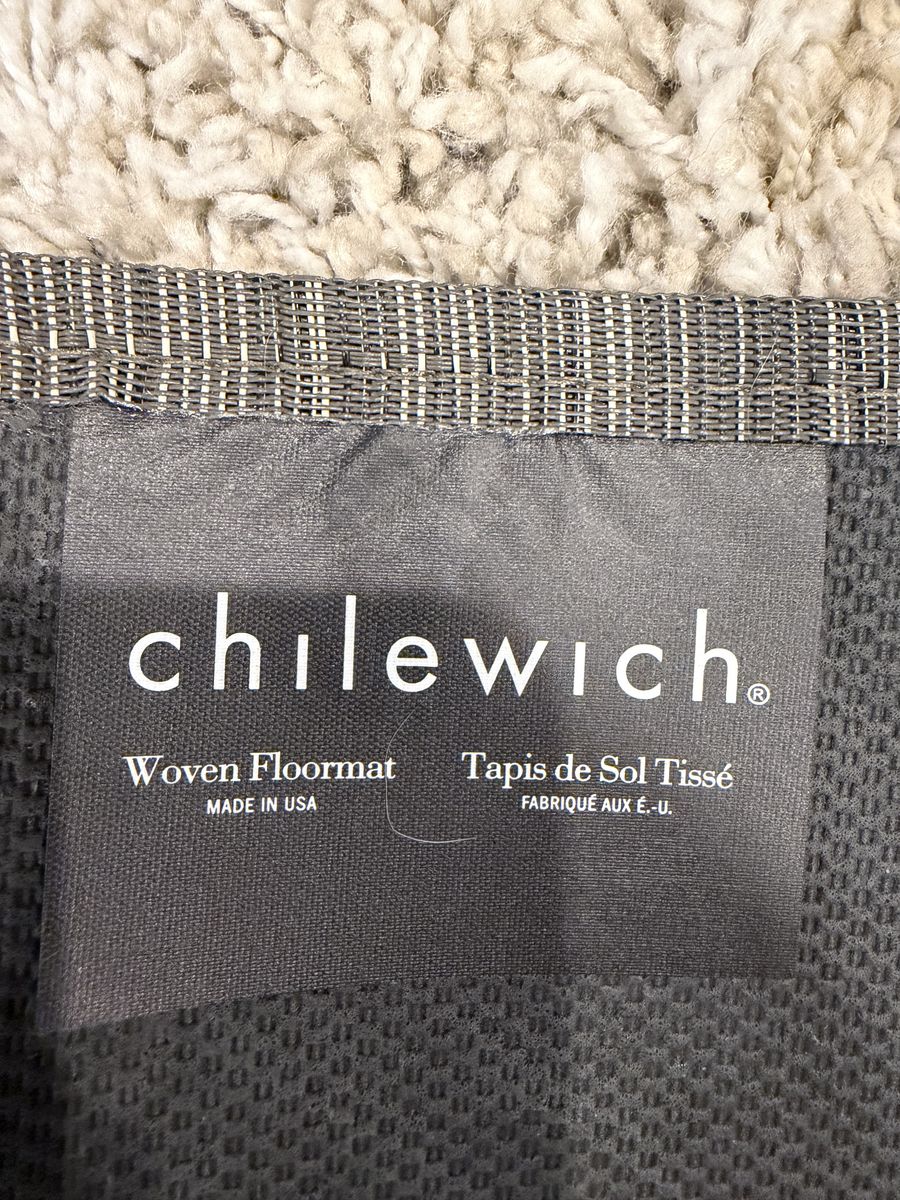 chilewich®
Woven Floormat
MADE IN USA
Tapis de Sol Tissé
FABRIQUÉ AUX É.-U.